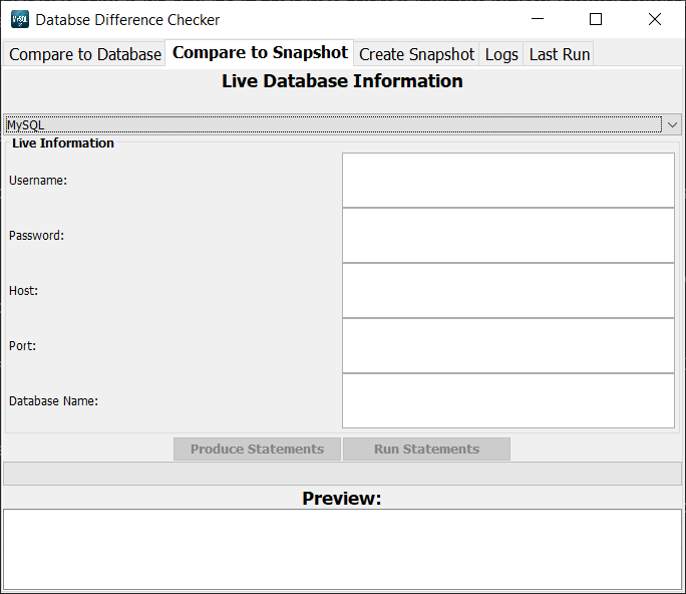 MySQL
Databse Difference Checker
Compare to Database Compare to Snapshot Create Snapshot Logs Last Run
Live Database Information
MySQL
Live Information
Username:
Password:
Host:
Port:
Database Name:
Produce Statements Run Statements
Preview: